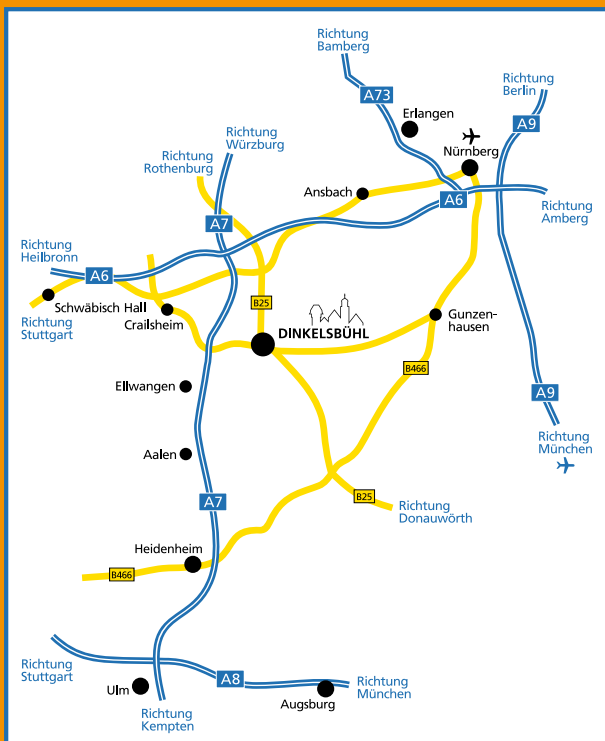 Richtung
Bamberg
A73
Erlangen
Richtung
Berlin
A9
Richtung
Würzburg
Richtung
Rothenburg
Nürnberg
Ansbach
A6
Richtung
Amberg
A7
Richtung
Heilbronn
A6
Schwäbisch Hall
Richtung
Stuttgart
Crailsheim
B25
DINKELSBÜHL
Gunzen-
hausen
B466
Ellwangen
A9
Richtung
München
Aalen
A7
B25
Richtung
Donauwörth
Heidenheim
B466
Richtung
Stuttgart
A8
Richtung
München
Ulm
Augsburg
Richtung
Kempten